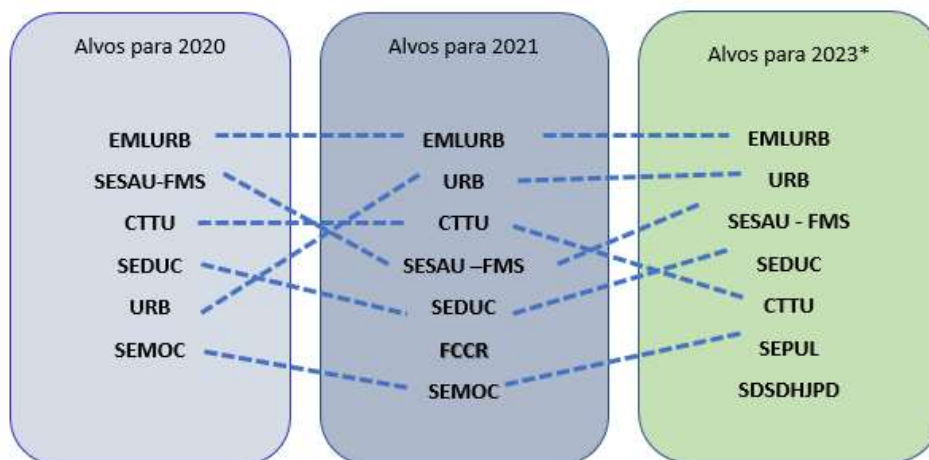 Alvos para 2020
EMLURB
SESAU-FMS
CTTU
SEDUC
URB
SEMOC
Alvos para 2021
EMLURB
URB
CTTU
SESAU –FMS
SEDUC
FCCR
SEMOC
Alvos para 2023*
EMLURB
URB
SESAU - FMS
SEDUC
CTTU
SEPUL
SDSDHJPD